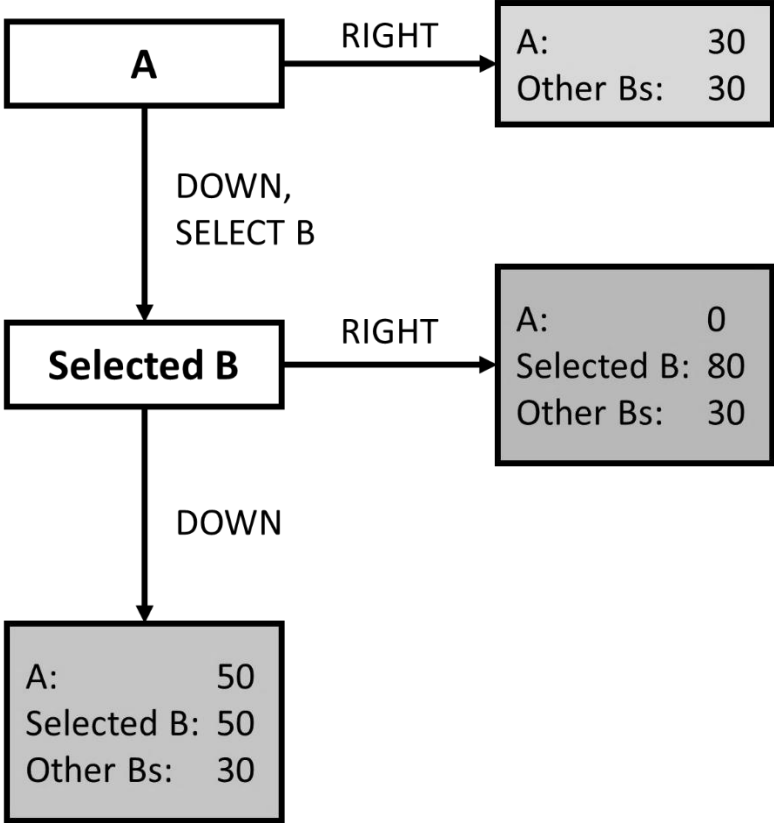 A
RIGHT
A: 30
Other Bs: 30
DOWN,
SELECT B
Selected B
RIGHT
A: 0
Selected B: 80
Other Bs: 30
DOWN
A: 50
Selected B: 50
Other Bs: 30